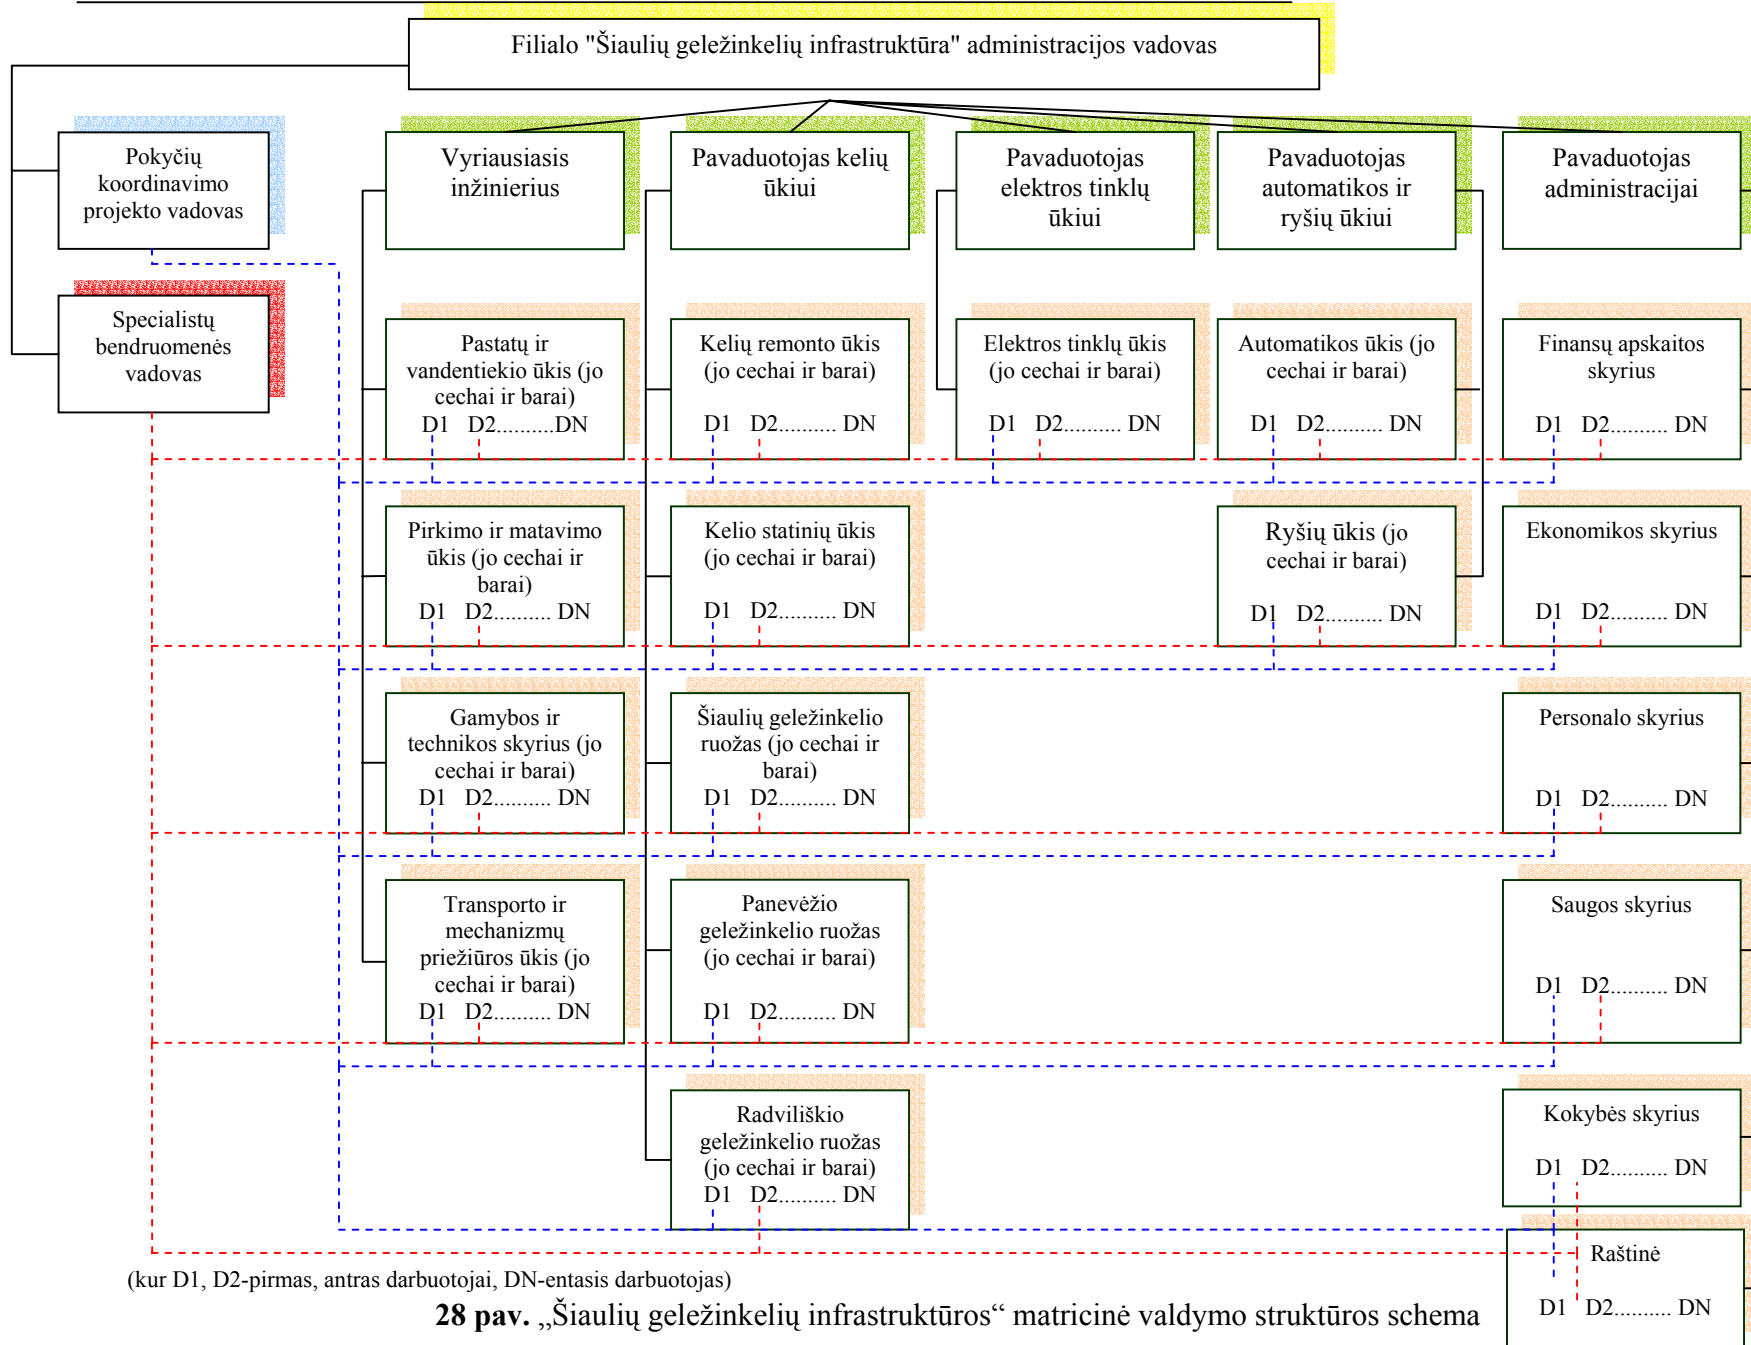 Filialo "Šiaulių geležinkelių infrastruktūra" administracijos vadovas
Pokyčių
koordinavimo
projekto vadovas
Vyriausiasis
inžinierius
Pavaduotojas kelių
ūkiui
Pavaduotojas
elektros tinklų
ūkiui
Pavaduotojas
automatikos ir
ryšių ūkiui
Pavaduotojas
administracijai
Specialistų
bendruomenės
vadovas
Pastatų ir
vandentiekio ūkis (jo
cechai ir barai)
D1 D2..........DN
Kelių remonto ūkis
(jo cechai ir barai)
D1 D2.......... DN
Elektros tinklų ūkis
(jo cechai ir barai)
D1 D2.......... DN
Automatikos ūkis (jo
cechai ir barai)
D1 D2.......... DN
Finansų apskaitos
skyrius
D1 D2.......... DN
Pirkimo ir matavimo
ūkis (jo cechai ir
barai)
D1 D2.......... DN
Kelio statinių ūkis
(jo cechai ir barai)
D1 D2.......... DN
Ryšių ūkis (jo
cechai ir barai)
D1 D2.......... DN
Ekonomikos skyrius
D1 D2.......... DN
Gamybos ir
technikos skyrius (jo
cechai ir barai)
D1 D2.......... DN
Šiaulių geležinkelio
ruožas (jo cechai ir
barai)
D1 D2.......... DN
Personalo skyrius
D1 D2.......... DN
Transporto ir
mechanizmų
priežiūros ūkis (jo
cechai ir barai)
D1 D2.......... DN
Panevėžio
geležinkelio ruožas
(jo cechai ir barai)
D1 D2.......... DN
Saugos skyrius
D1 D2.......... DN
Radviliškio
geležinkelio ruožas
(jo cechai ir barai)
D1 D2.......... DN
Kokybės skyrius
D1 D2.......... DN
Raštinė
D1 D2.......... DN
(kur D1, D2-pirmas, antras darbuotojai, DN-entasis darbuotojas)
28 pav. „Šiaulių geležinkelių infrastruktūros“ matricinė valdymo struktūros schema